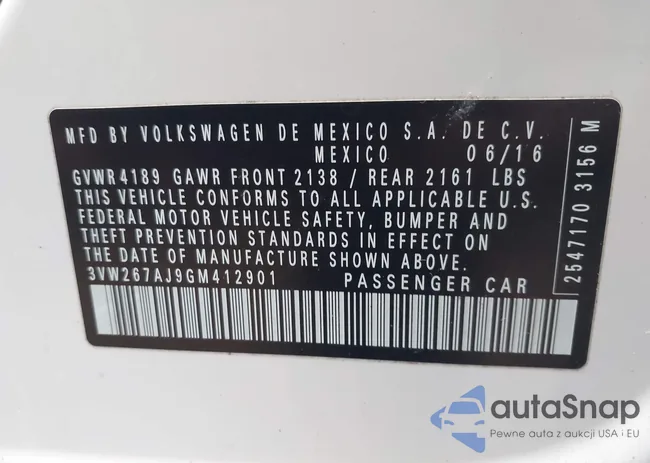 MFD BY VOLKSWAGEN DE MEXICO S.A. DE C.V.
MEXICO 06/16
GVWR4189 GAWR FRONT 2138 / REAR 2161 LBS
THIS VEHICLE CONFORMS TO ALL APPLICABLE U.S.
FEDERAL MOTOR VEHICLE SAFETY, BUMPER AND
THEFT PREVENTION STANDARDS IN EFFECT ON
THE DATE OF MANUFACTURE SHOWN ABOVE.
3VW267AJ9GM412901 PASSENGER CAR
25471703156 M
autaSnap
Pewne auta z aukcji USA i EU